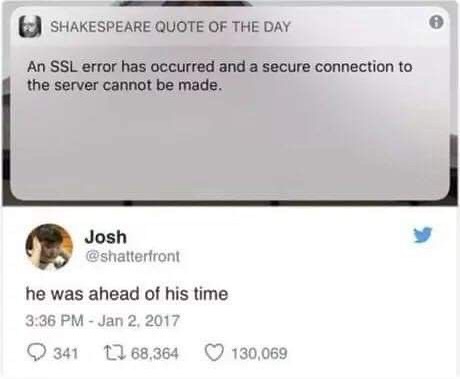 SHAKESPEARE QUOTE OF THE DAY
An SSL error has occurred and a secure connection to
the server cannot be made.
Josh
@shatterfront
he was ahead of his time
3:36 PM - Jan 2, 2017
341 68,364 130,069